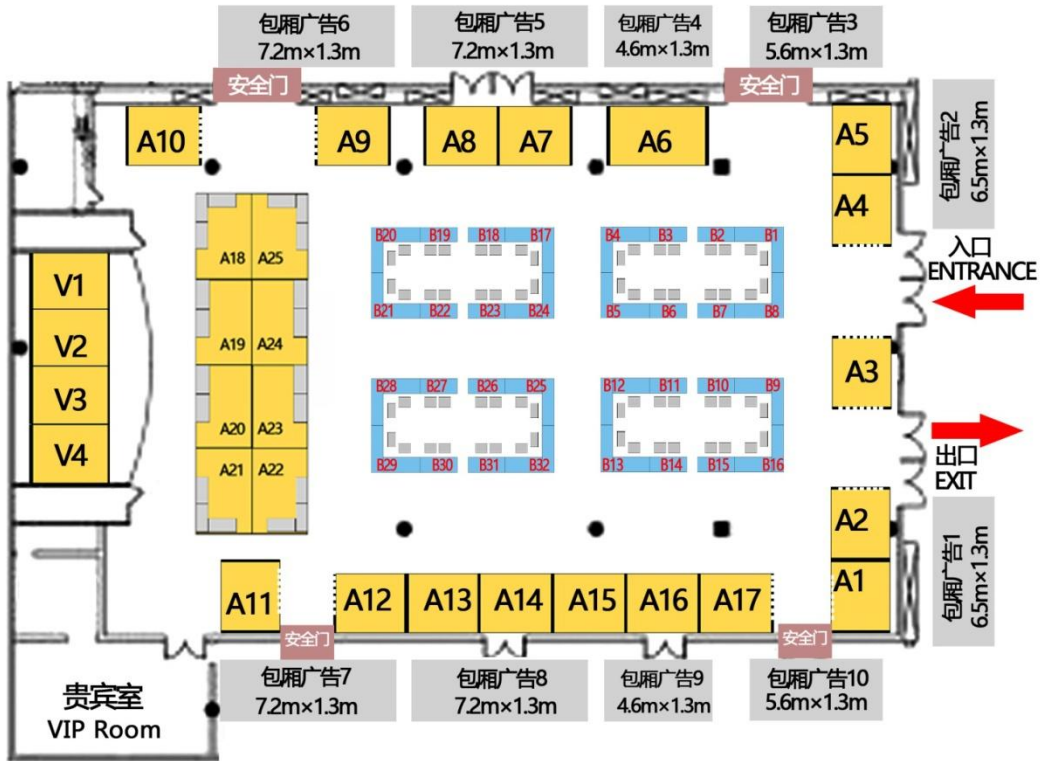 包厢广告6
7.2m×1.3m
包厢广告5
7.2m×1.3m
包厢广告4
4.6m×1.3m
包厢广告3
5.6m×1.3m
安全门
安全门
A10
A9
A8
A7
A6
A5
A4
包厢广告2
6.5m×1.3m
入口
ENTRANCE
V1
V2
V3
V4
A18
A25
A19
A24
A20
A23
A21
A22
B20
B19
B18
B17
B21
B22
B23
B24
B4
B3
B2
B1
B5
B6
B7
B8
A3
B28
B27
B26
B25
B29
B30
B31
B32
B12
B11
B10
B9
B13
B14
B15
B16
出口
EXIT
A2
A1
包厢广告1
6.5m×1.3m
A11
A12
A13
A14
A15
A16
A17
安全门
安全门
包厢广告7
7.2m×1.3m
包厢广告8
7.2m×1.3m
包厢广告9
4.6m×1.3m
包厢广告10
5.6m×1.3m
贵宾室
VIP Room